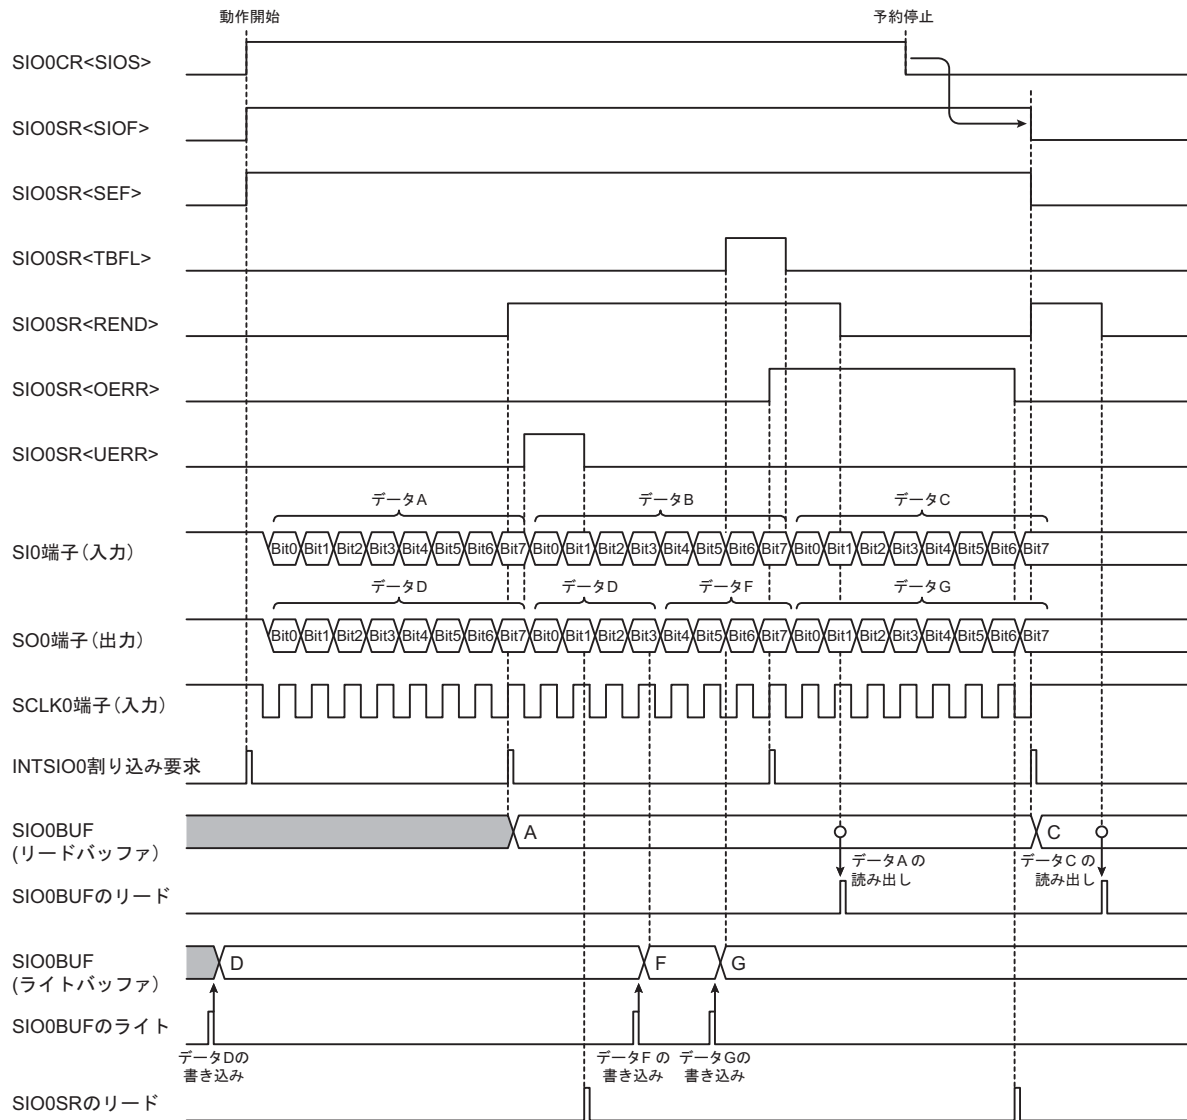 動作開始
予約停止
SIO0CR<SIOS>
SIO0SR<SIOF>
SIO0SR<SEF>
SIO0SR<TBFL>
SIO0SR<REND>
SIO0SR<OERR>
SIO0SR<UERR>
データA
データB
データC
SI0端子(入力)
Bit0 Bit1 Bit2 Bit3 Bit4 Bit5 Bit6 Bit7 Bit0 Bit1 Bit2 Bit3 Bit4 Bit5 Bit6 Bit7 Bit0 Bit1 Bit2 Bit3 Bit4 Bit5 Bit6 Bit7
データD
データD
データF
データG
SO0端子(出力)
Bit0 Bit1 Bit2 Bit3 Bit4 Bit5 Bit6 Bit7 Bit0 Bit1 Bit2 Bit3 Bit4 Bit5 Bit6 Bit7 Bit0 Bit1 Bit2 Bit3 Bit4 Bit5 Bit6 Bit7
SCLK0端子(入力)
INTSIO0割り込み要求
SIO0BUF
(リードバッファ)
A
C
データA の
読み出し
データC の
読み出し
SIO0BUFのリード
SIO0BUF
(ライトバッファ)
D
F
G
SIO0BUFのライト
データDの
書き込み
データF の
書き込み
データGの
書き込み
SIO0SRのリード